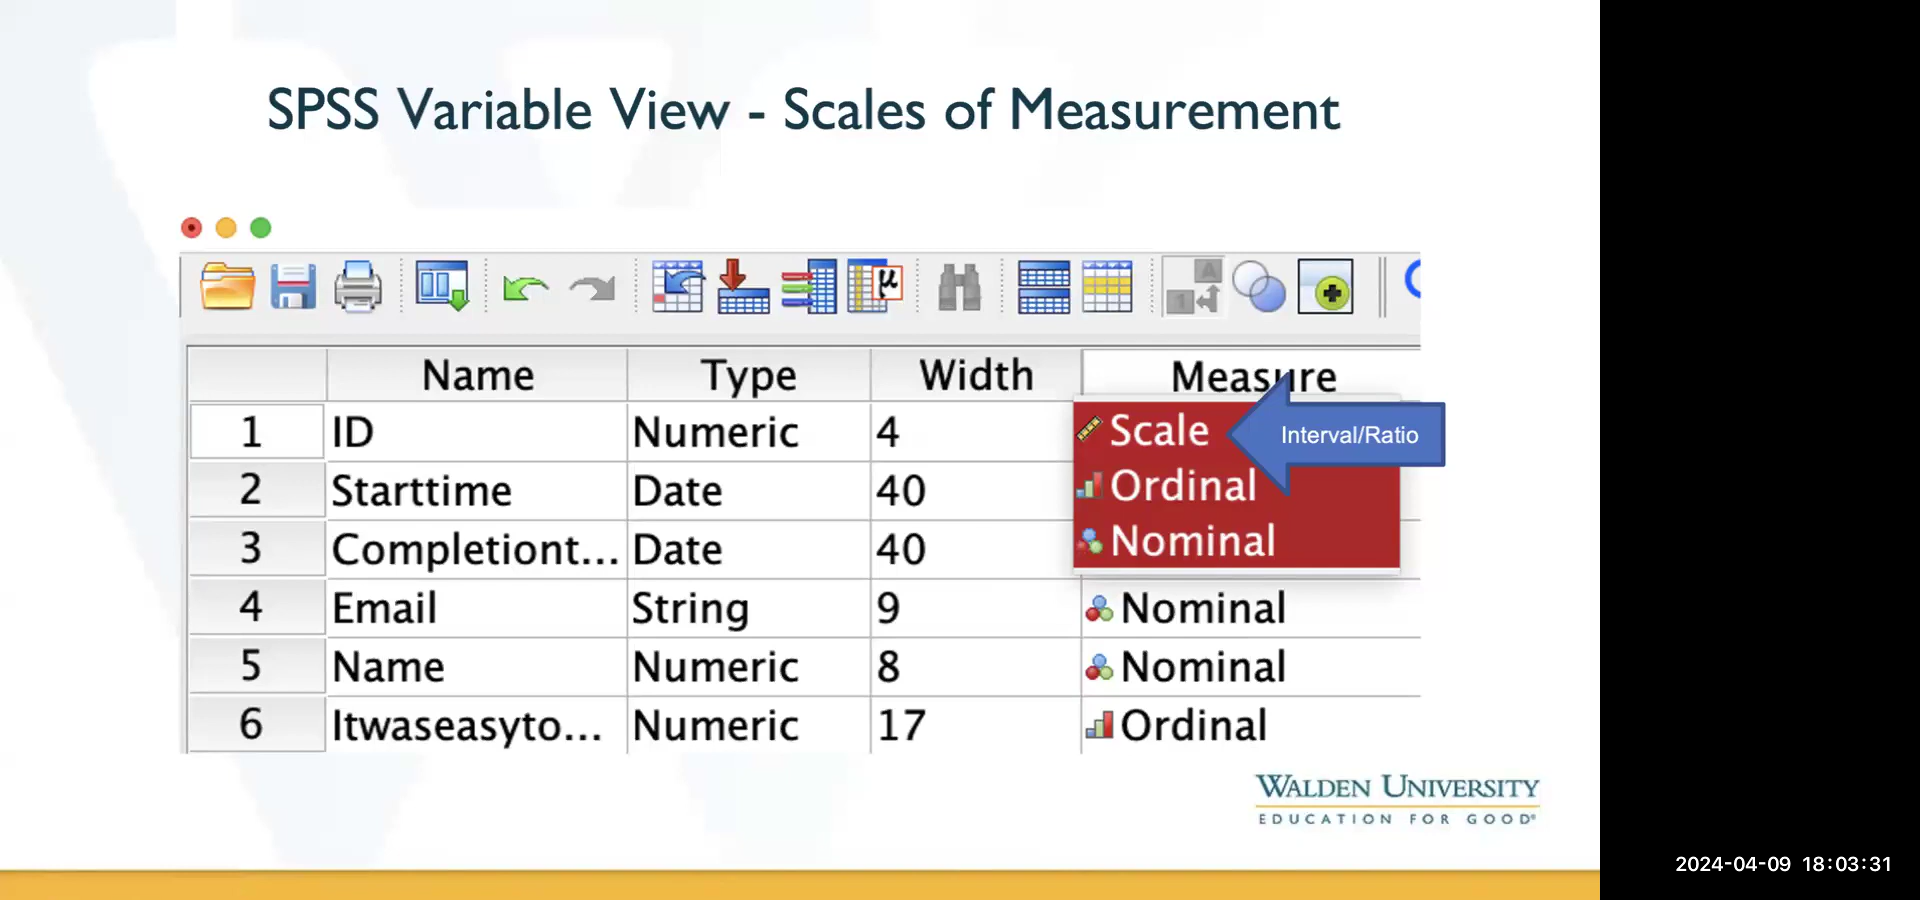 SPSS Variable View - Scales of Measurement
μ
A
1
Name Type Width Measure
1 ID Numeric 4 Scale Interval/Ratio
2 Starttime Date 40 Ordinal
3 Completiont... Date 40 Nominal
4 Email String 9 Nominal
5 Name Numeric 8 Nominal
6 Itwaseasyto... Numeric 17 Ordinal
WALDEN UNIVERSITY
EDUCATION FOR GOOD®
2024-04-09 18:03:31